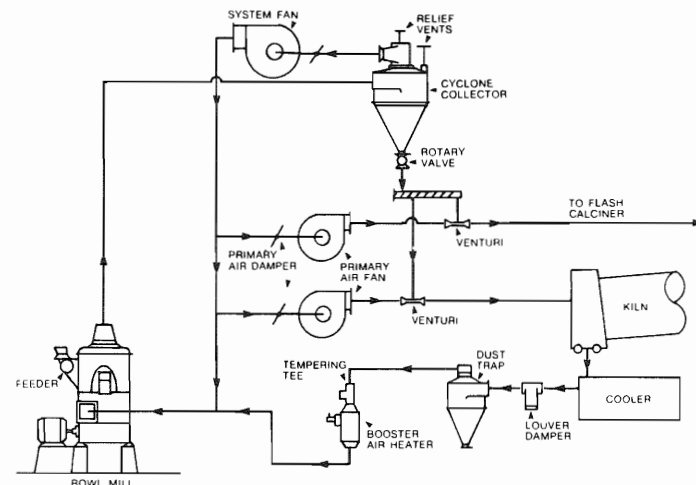 SYSTEM FAN
RELIEF
VENTS
CYCLONE
COLLECTOR
ROTARY
VALVE
TO FLASH
CALCINER
VENTURI
PRIMARY
AIR DAMPER
PRIMARY
AIR FAN
VENTURI
KILN
FEEDER
TEMPERING
TEE
DUST
TRAP
BOOSTER
AIR HEATER
LOUVER
DAMPER
COOLER
BOWL MILL